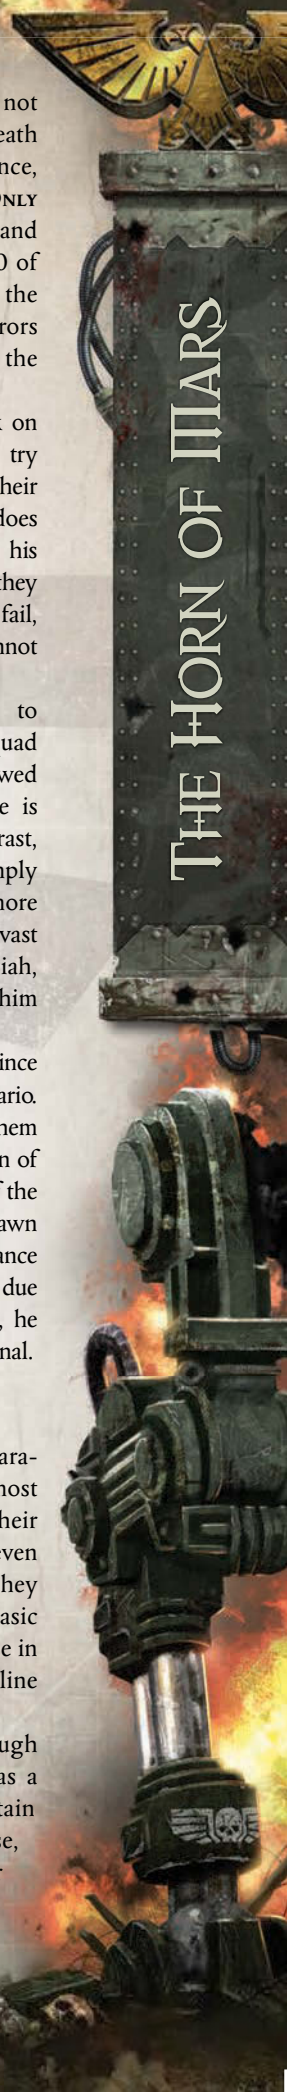 not
eath
nce,
NLY
and
0 of
the
rors
the
on
try
heir
does
his
they
fail,
nnot
to
uad
wed
e is
rast,
nply
nore
vast
iah,
him
ince
ario.
hem
n of
the
awn
ance
due
, he
nal.
ara-
nost
heir
even
hey
asic
e in
line
ugh
as a
tain
se,
The Horn of Mars